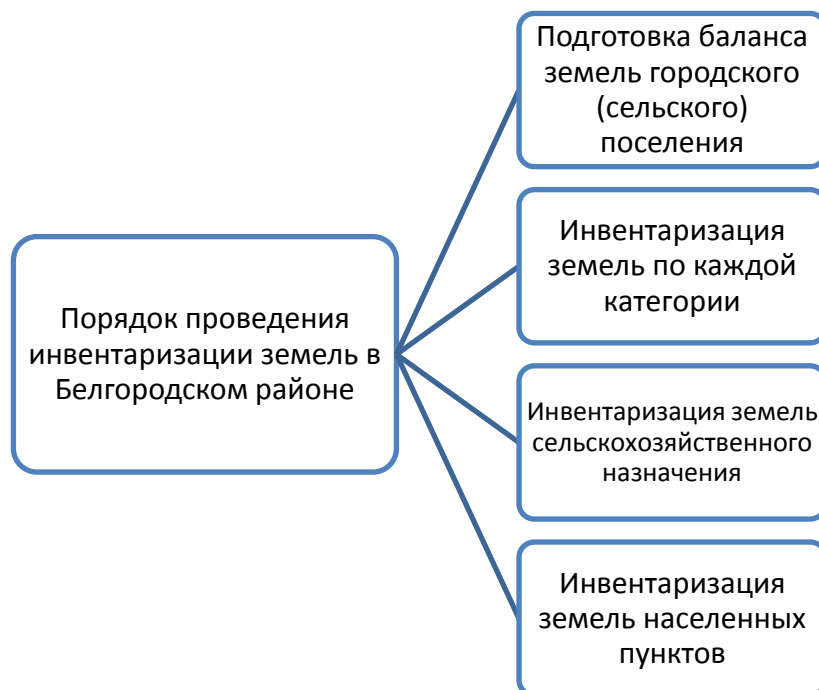 Порядок проведения
инвентаризации земель в
Белгородском районе
Подготовка баланса
земель городского
(сельского)
поселения
Инвентаризация
земель по каждой
категории
Инвентаризация земель
сельскохозяйственного
назначения
Инвентаризация
земель населенных
пунктов